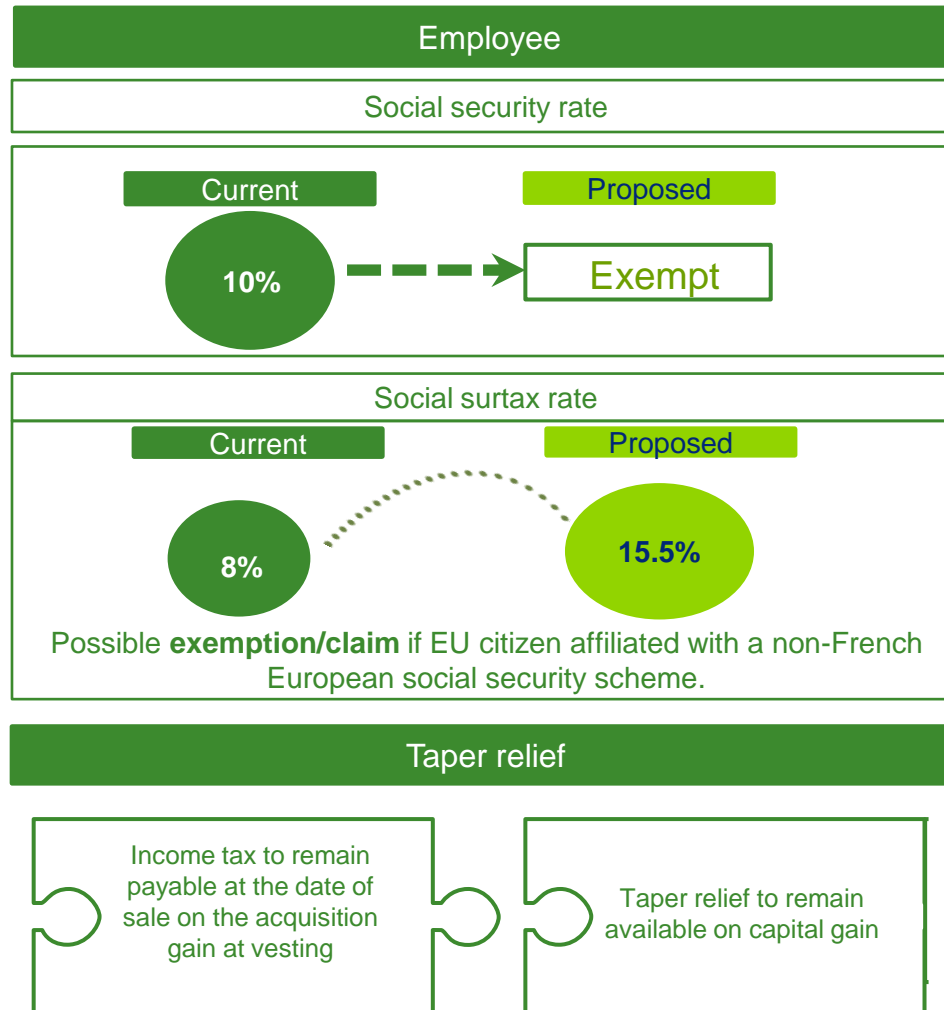 Employee
Social security rate
Current
Proposed
10%
Exempt
Social surtax rate
Current
Proposed
8%
15.5%
Possible exemption/claim if EU citizen affiliated with a non-French
European social security scheme.
Taper relief
Income tax to remain
payable at the date of
sale on the acquisition
gain at vesting
Taper relief to remain
available on capital gain